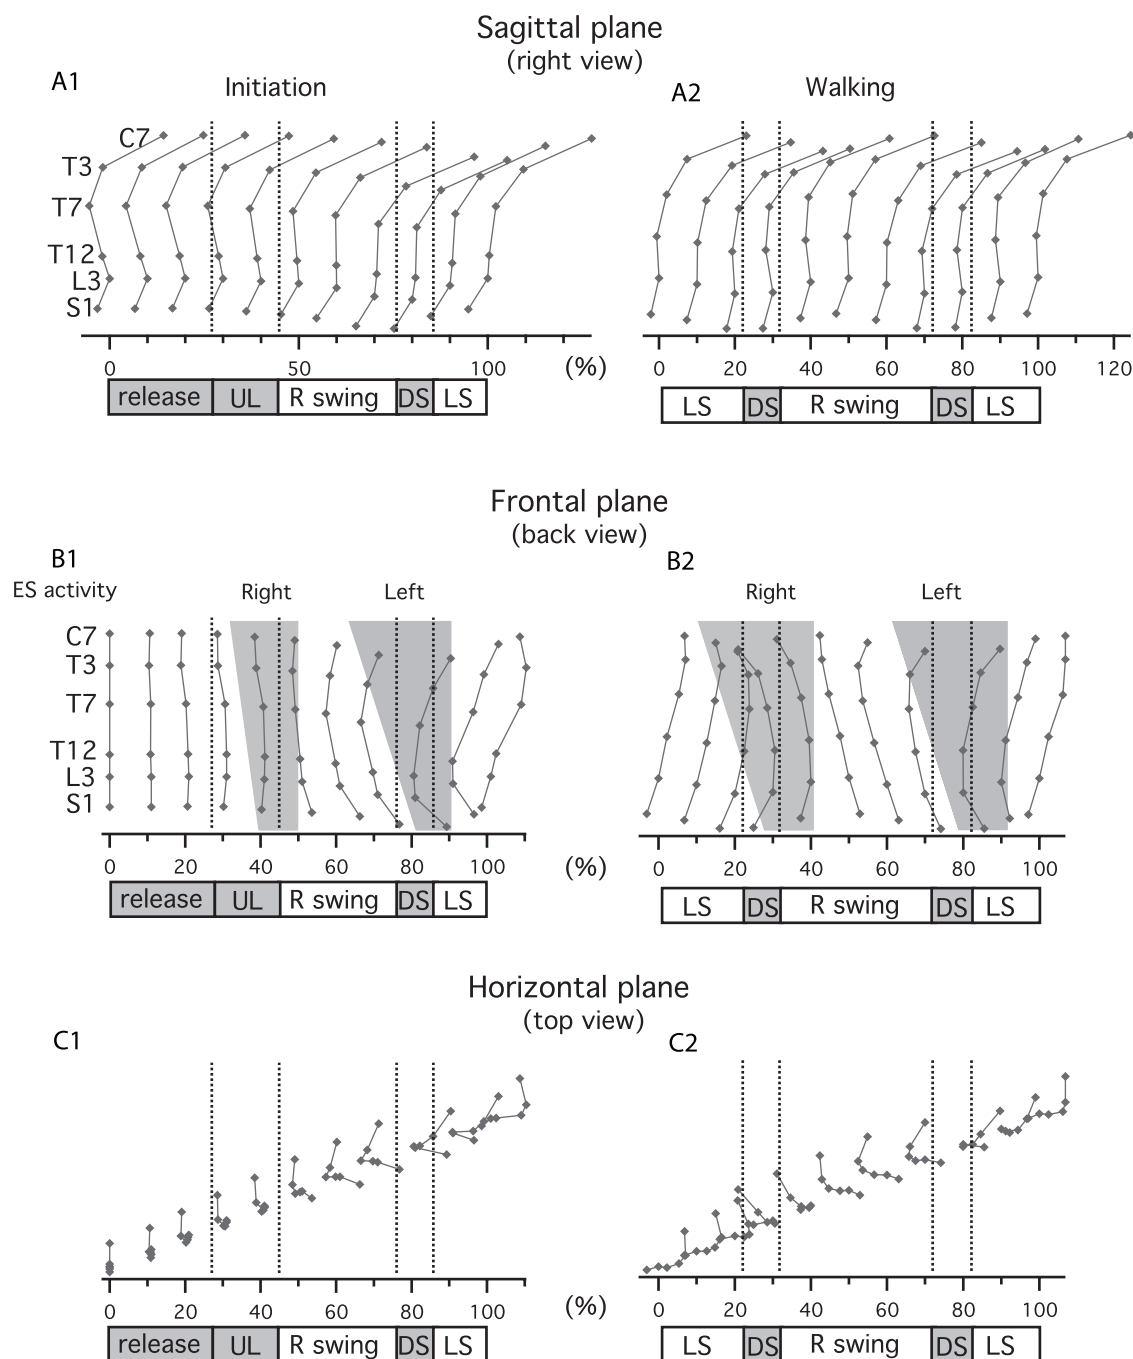 Sagittal plane
(right view)
A1
Initiation
A2
Walking
C7
T3
T7
T12
L3
S1
0 50 100 (%)
release UL R swing DS LS
0 20 40 60 80 100 120
LS DS R swing DS LS
Frontal plane
(back view)
B1
B2
ES activity
Right Left
Right Left
C7
T3
T7
T12
L3
S1
0 20 40 60 80 100 (%)
release UL R swing DS LS
0 20 40 60 80 100
LS DS R swing DS LS
Horizontal plane
(top view)
C1
C2
0 20 40 60 80 100 (%)
release UL R swing DS LS
0 20 40 60 80 100
LS DS R swing DS LS